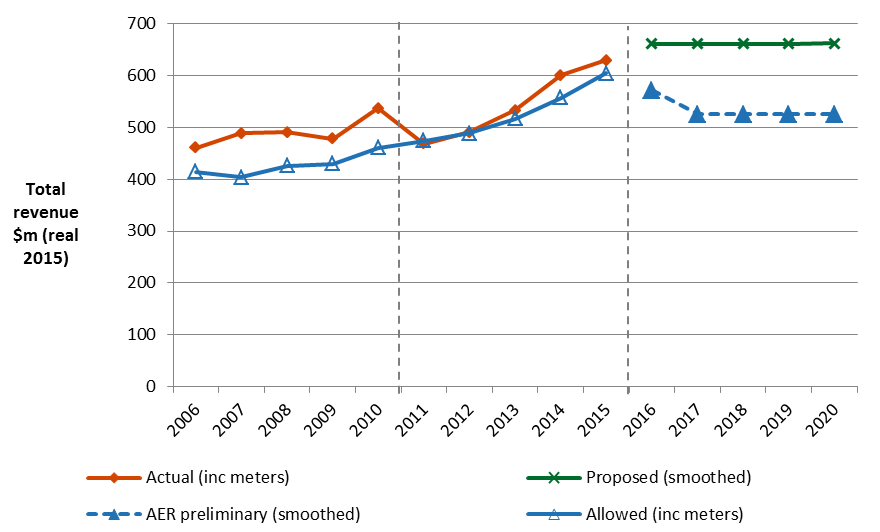 700
600
500
400
300
200
100
0
Total
revenue
$m (real
2015)
2006 2007 2008 2009 2010 2011 2012 2013 2014 2015 2016 2017 2018 2019 2020
Actual (inc meters) Proposed (smoothed)
AER preliminary (smoothed) Allowed (inc meters)